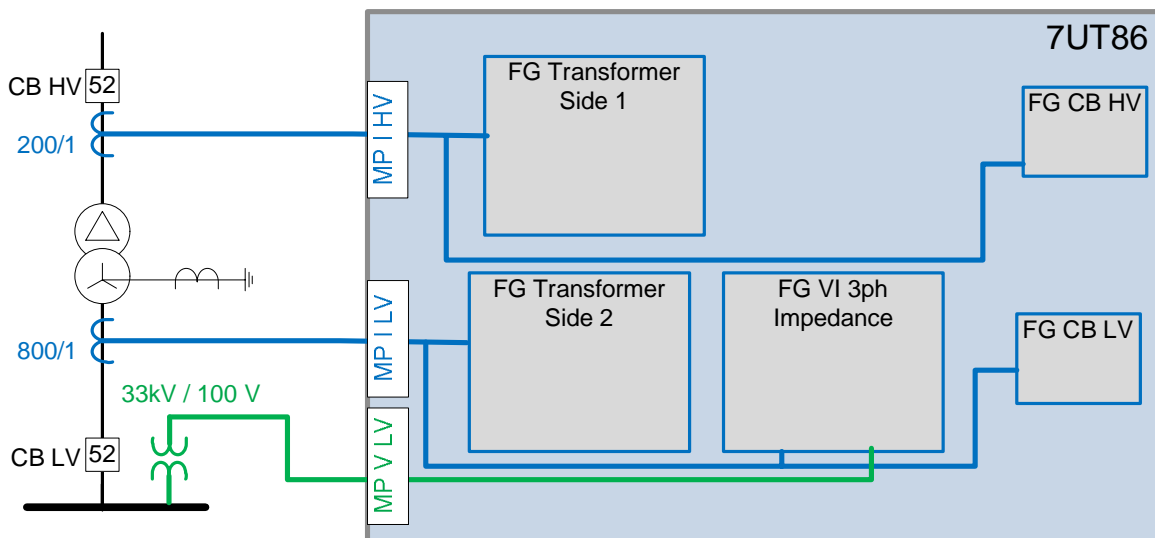 7UT86
CB HV
52
200/1
MP I HV
FG Transformer
Side 1
FG CB HV
FG Transformer
Side 2
FG VI 3ph
Impedance
FG CB LV
800/1
MP I LV
33kV / 100 V
MP V LV
CB LV
52